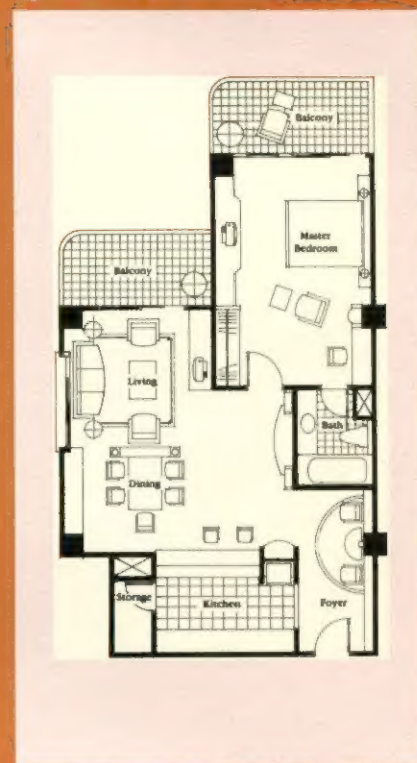 Balcony
Master
Bedroom
Balcony
Living
Bath
Dining
Storage
Kitchen
Foyer